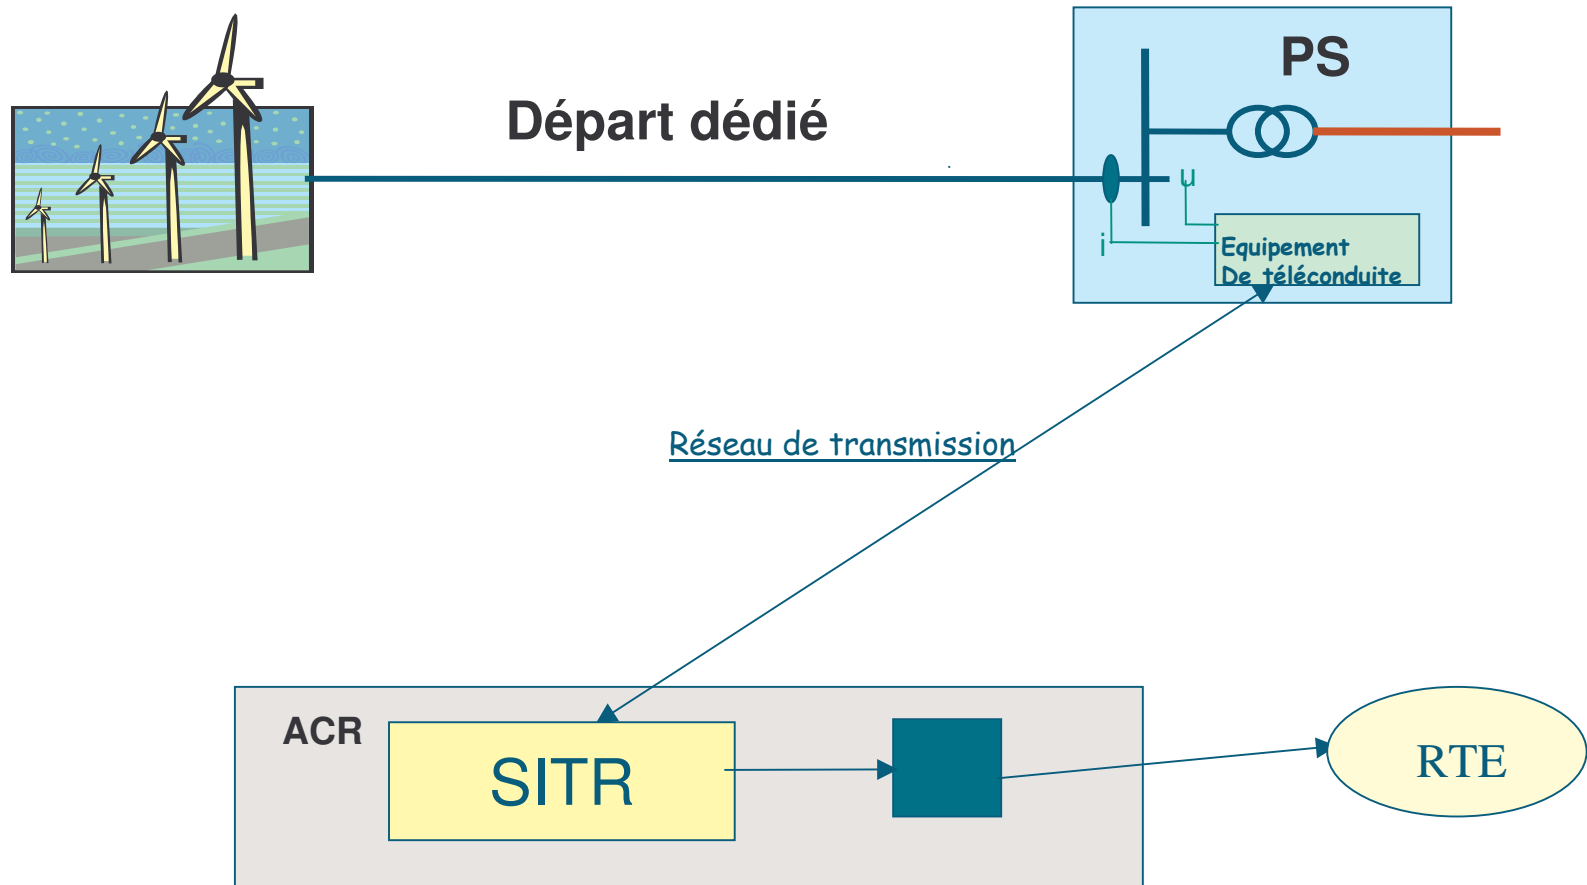 PS
Départ dédié
u
i
Equipement
De téléconduite
Réseau de transmission
ACR
SITR
RTE